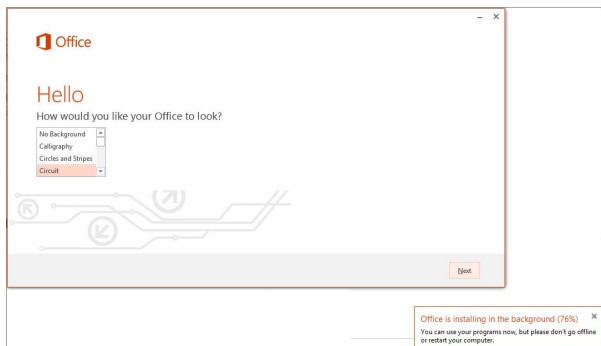 Office
Hello
How would you like your Office to look?
No Background
Calligraphy
Circles and Stripes
Circuit
Next
Office is installing in the background (76%)
You can use your programs now, but please don't go offline
or restart your computer.